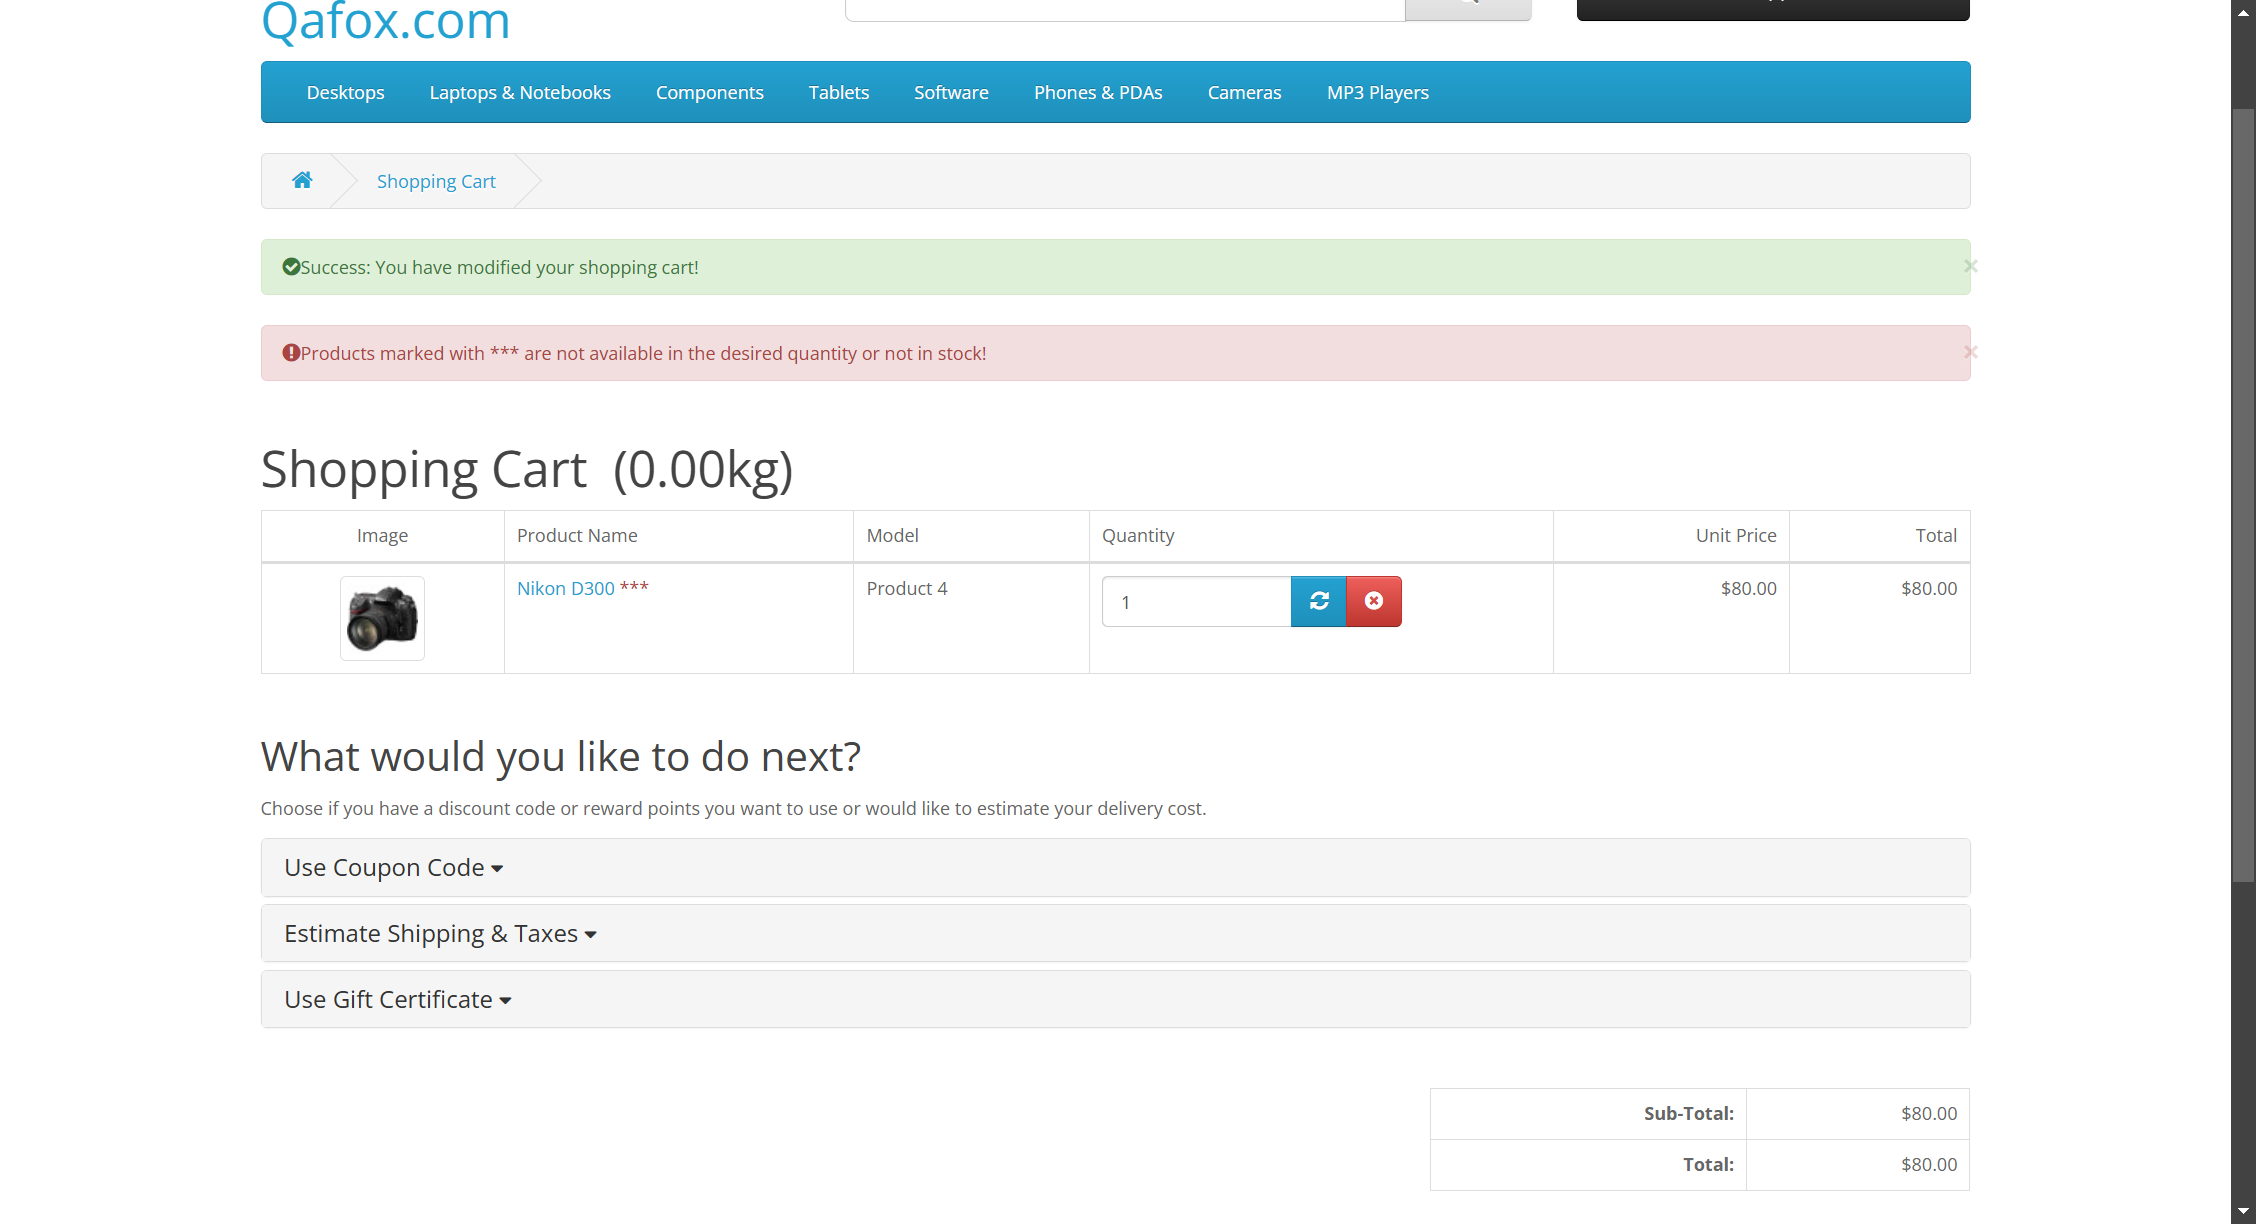 Qafox.com
Desktops Laptops & Notebooks Components Tablets Software Phones & PDAs Cameras MP3 Players
Shopping Cart
Success: You have modified your shopping cart!
×
Products marked with *** are not available in the desired quantity or not in stock!
×
Shopping Cart (0.00kg)
Image Product Name Model Quantity Unit Price Total
Nikon D300 *** Product 4 1 $80.00 $80.00
What would you like to do next?
Choose if you have a discount code or reward points you want to use or would like to estimate your delivery cost.
Use Coupon Code
Estimate Shipping & Taxes
Use Gift Certificate
Sub-Total: $80.00
Total: $80.00